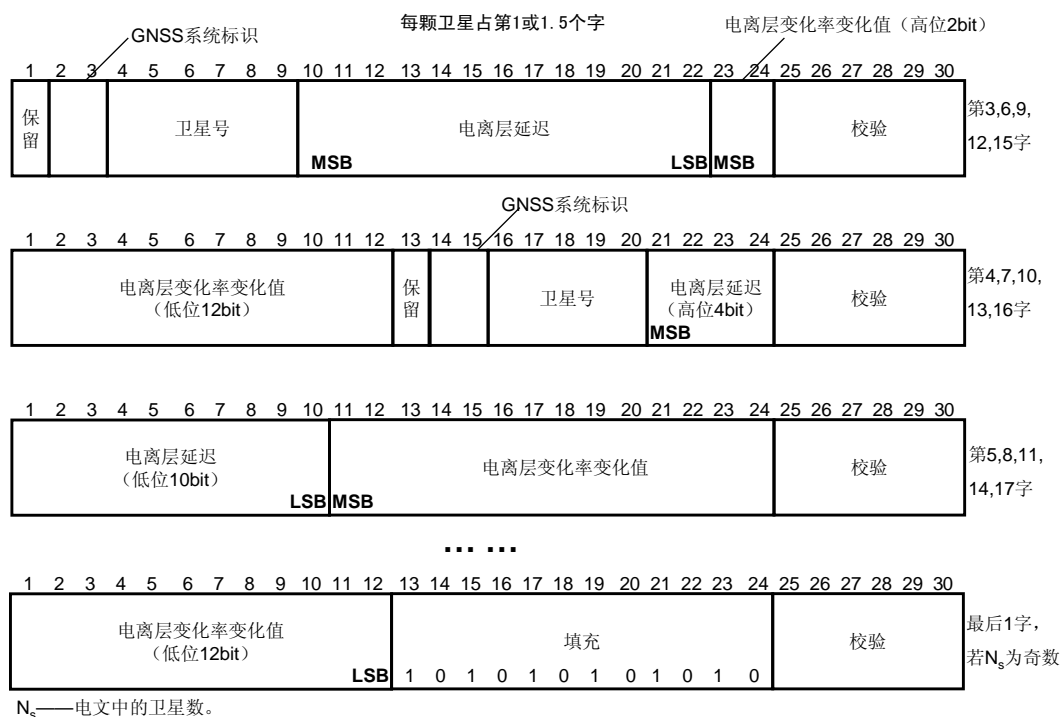 每颗卫星占第1或1.5个字
GNSS系统标识
电离层变化率变化值（高位2bit）
1 2 3 4 5 6 7 8 9 10 11 12 13 14 15 16 17 18 19 20 21 22 23 24 25 26 27 28 29 30
保留
卫星号
电离层延迟
校验
MSB
LSB
MSB
第3,6,9,
12,15字
GNSS系统标识
1 2 3 4 5 6 7 8 9 10 11 12 13 14 15 16 17 18 19 20 21 22 23 24 25 26 27 28 29 30
电离层变化率变化值
（低位12bit）
保留
卫星号
电离层延迟
（高位4bit）
MSB
校验
第4,7,10,
13,16字
1 2 3 4 5 6 7 8 9 10 11 12 13 14 15 16 17 18 19 20 21 22 23 24 25 26 27 28 29 30
电离层延迟
（低位10bit）
LSB
MSB
电离层变化率变化值
校验
第5,8,11,
14,17字
… …
1 2 3 4 5 6 7 8 9 10 11 12 13 14 15 16 17 18 19 20 21 22 23 24 25 26 27 28 29 30
电离层变化率变化值
（低位12bit）
LSB
填充
1 0 1 0 1 0 1 0 1 0 1 0
校验
最后1字，
若Ns为奇数
Ns——电文中的卫星数。